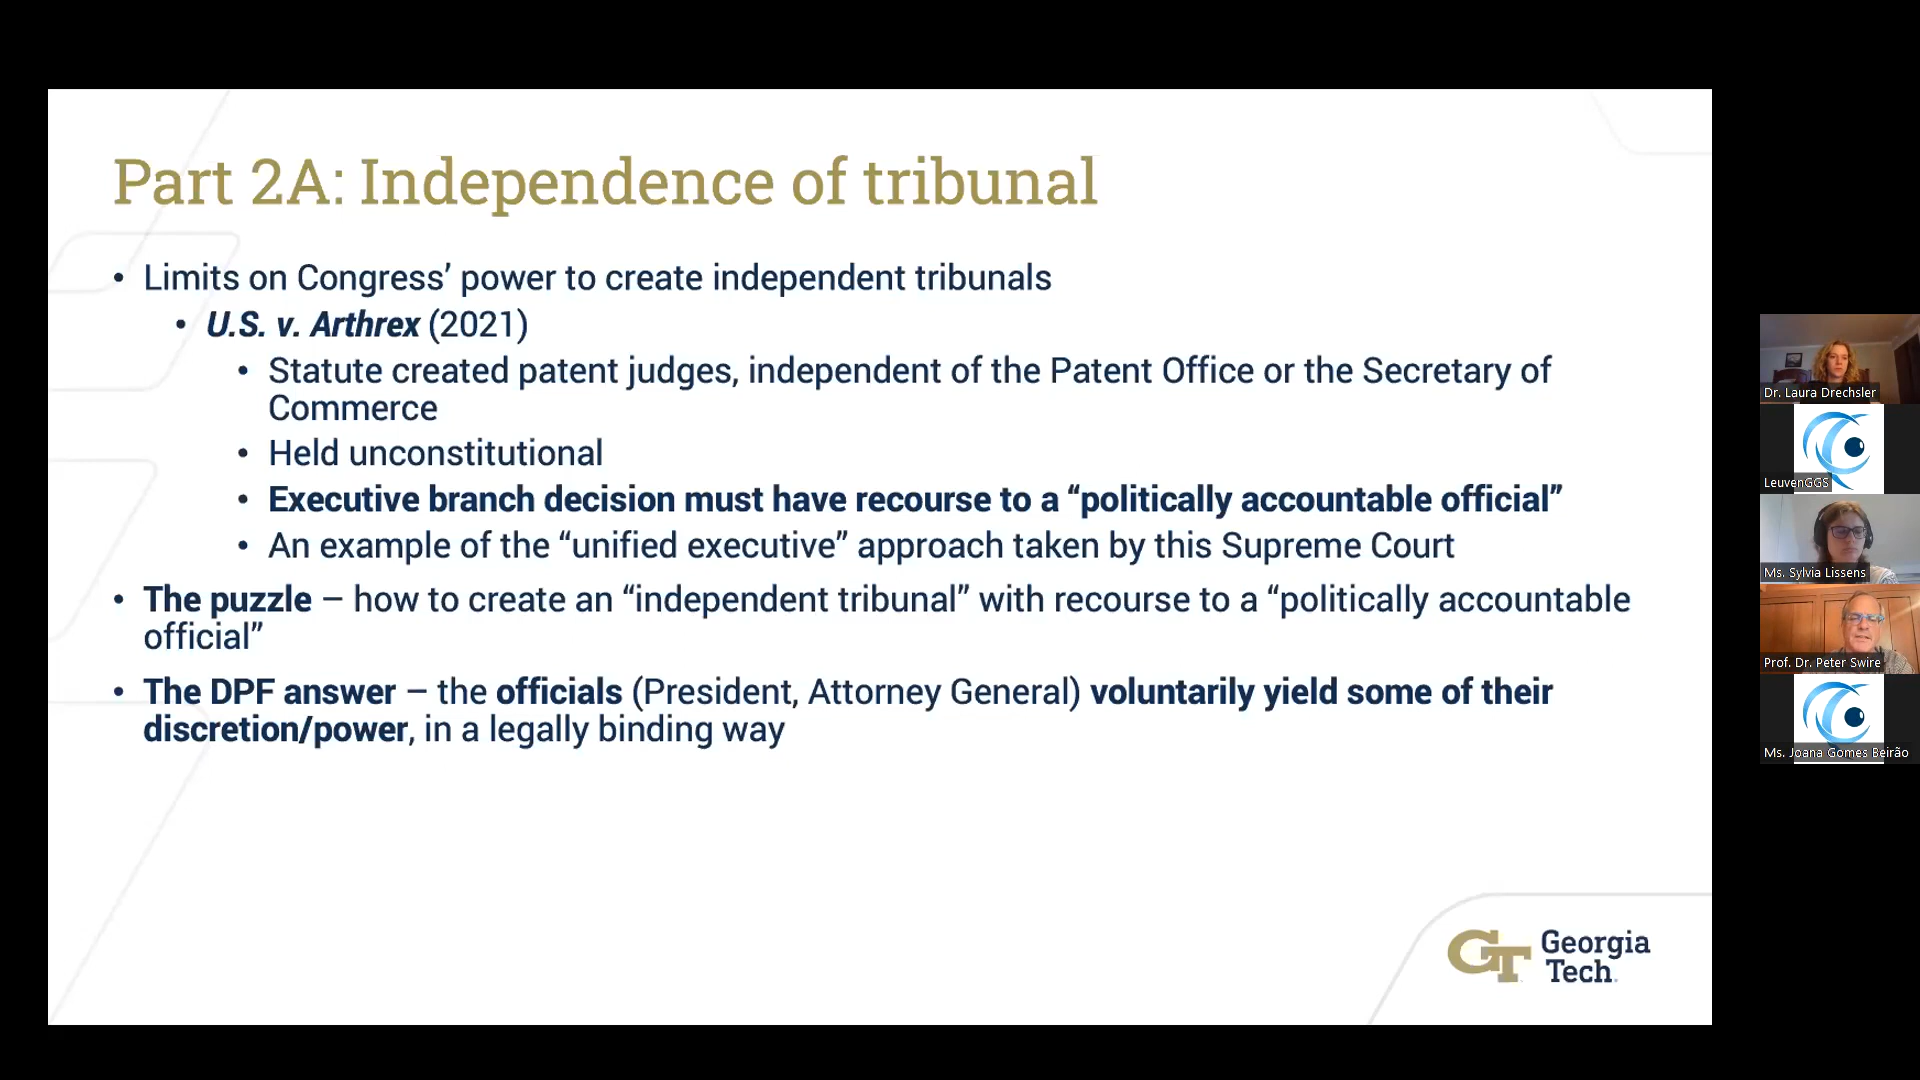 Part 2A: Independence of tribunal
• Limits on Congress’ power to create independent tribunals
• U.S. v. Arthrex (2021)
• Statute created patent judges, independent of the Patent Office or the Secretary of
Commerce
• Held unconstitutional
• Executive branch decision must have recourse to a “politically accountable official”
• An example of the “unified executive” approach taken by this Supreme Court
• The puzzle – how to create an “independent tribunal” with recourse to a “politically accountable
official”
• The DPF answer – the officials (President, Attorney General) voluntarily yield some of their
discretion/power, in a legally binding way
GT Georgia
Tech.
Dr. Laura Drechsler
LeuvenGGS
Ms. Sylvia Lissens
Prof. Dr. Peter Swire
Ms. Joana Gomes Beirão